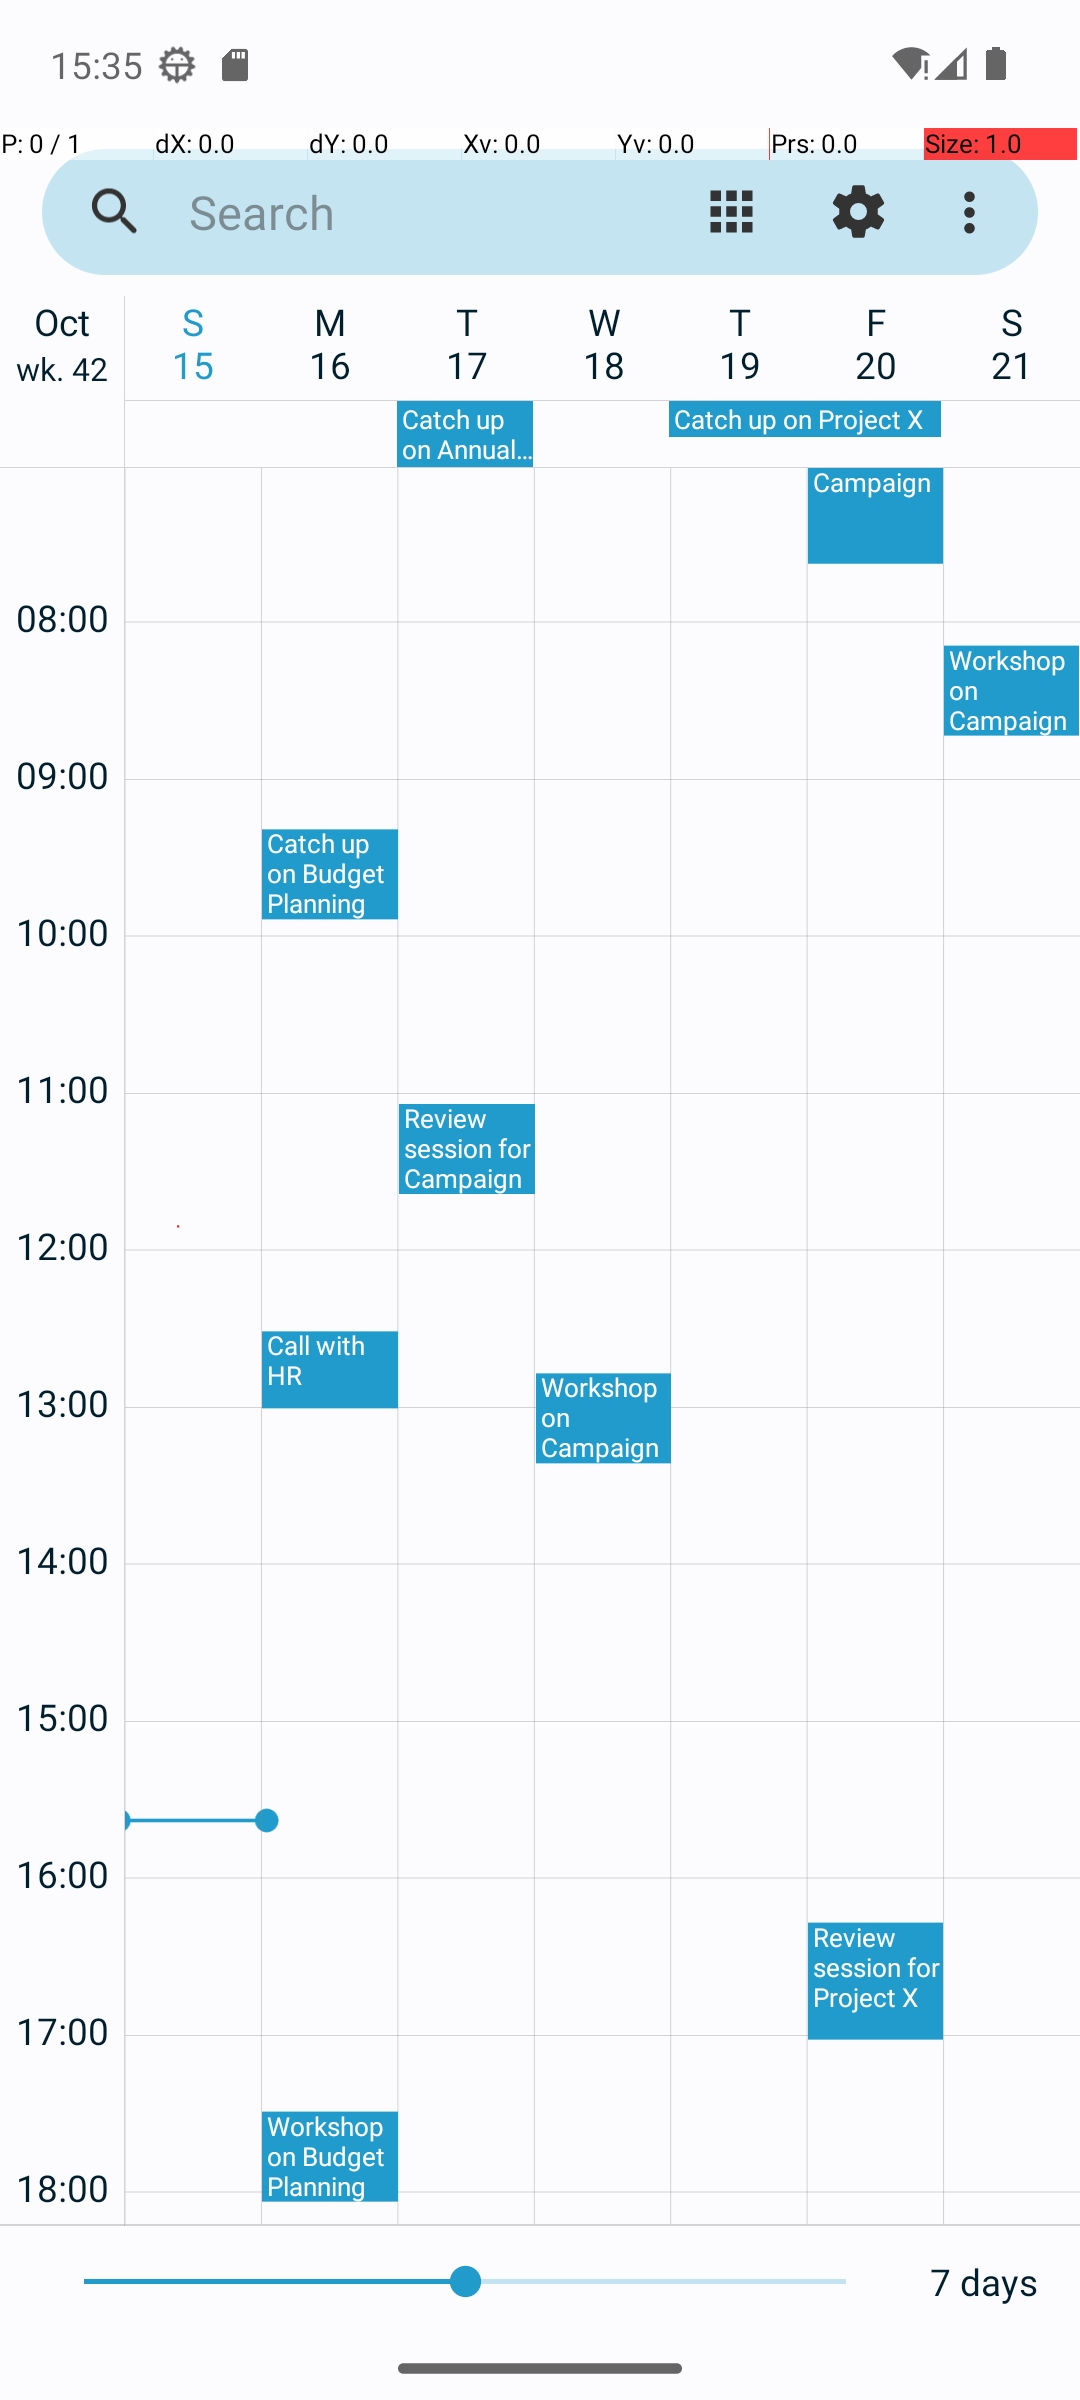 15:35
P: 0 / 1 dX: 0.0 dY: 0.0 Xv: 0.0 Yv: 0.0 Prs: 0.0 Size: 1.0
Search
Oct S M T W T F S
wk. 42 15 16 17 18 19 20 21
Catch up
on Annual...
Catch up on Project X
Campaign
08:00
Workshop
on
Campaign
09:00
Catch up
on Budget
Planning
10:00
11:00
Review
session for
Campaign
12:00
Call with
HR
13:00
Workshop
on
Campaign
14:00
15:00
16:00
Review
session for
Project X
17:00
Workshop
on Budget
Planning
18:00
7 days